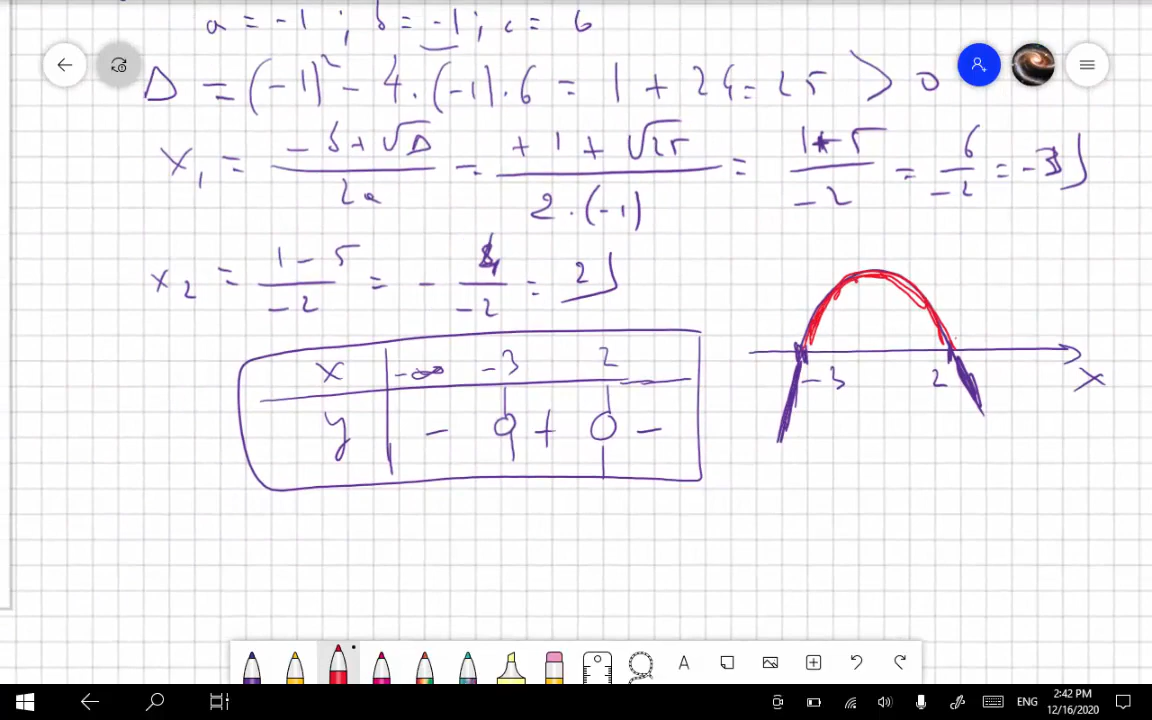 a = -1 ; b = -1 ; c = 6
Δ = (-1)² - 4 · (-1) · 6 = 1 + 24 = 25 > 0
x₁ = (-b + √Δ) / 2a = (+1 + √25) / 2 · (-1) = (1 + 5) / -2 = 6 / -2 = -3
x₂ = (1 - 5) / -2 = - 4 / -2 = 2
x | -∞ -3 2
y | - 0 + 0 -
-3 2 x
A
ENG
2:42 PM
12/16/2020